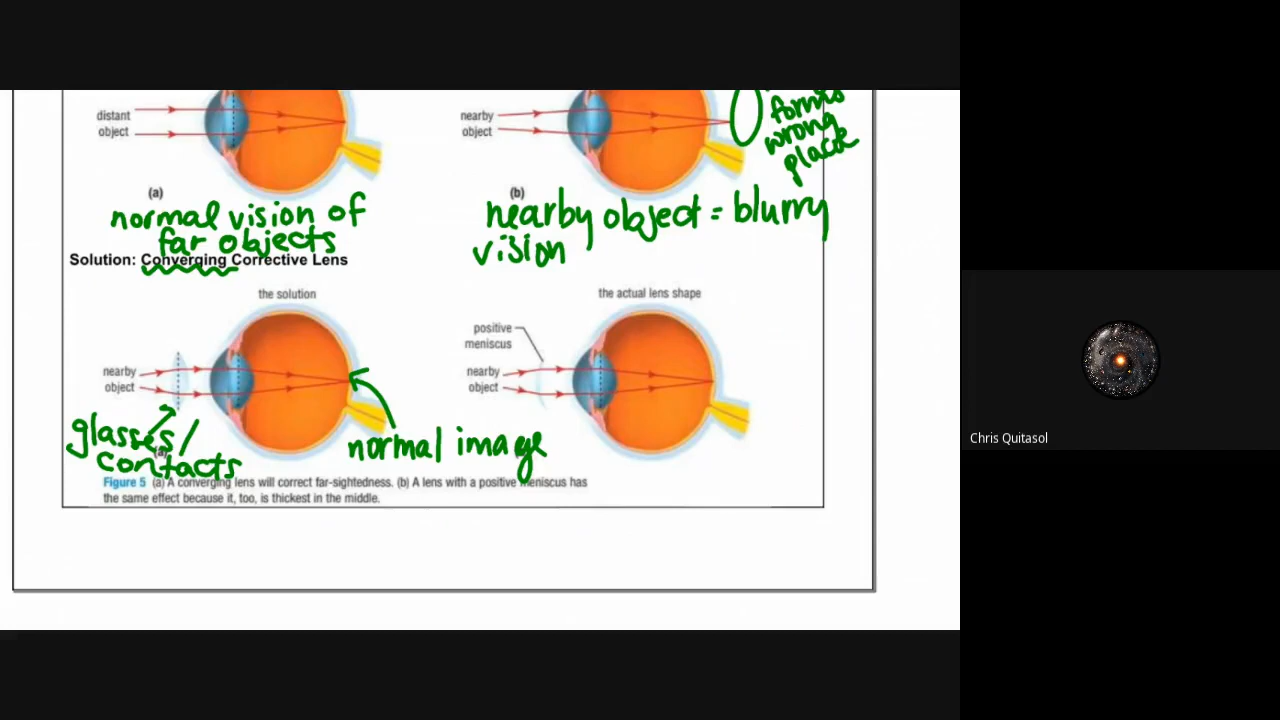 distant
object
(a)
normal vision of
far objects
nearby
object
forms
wrong
place
(b)
nearby object = blurry
vision
Solution: Converging Corrective Lens
the solution
nearby
object
glasses/
contacts
(a)
normal image
the actual lens shape
positive
meniscus
nearby
object
Figure 5 (a) A converging lens will correct far-sightedness. (b) A lens with a positive meniscus has
the same effect because it, too, is thickest in the middle.
Chris Quitasol